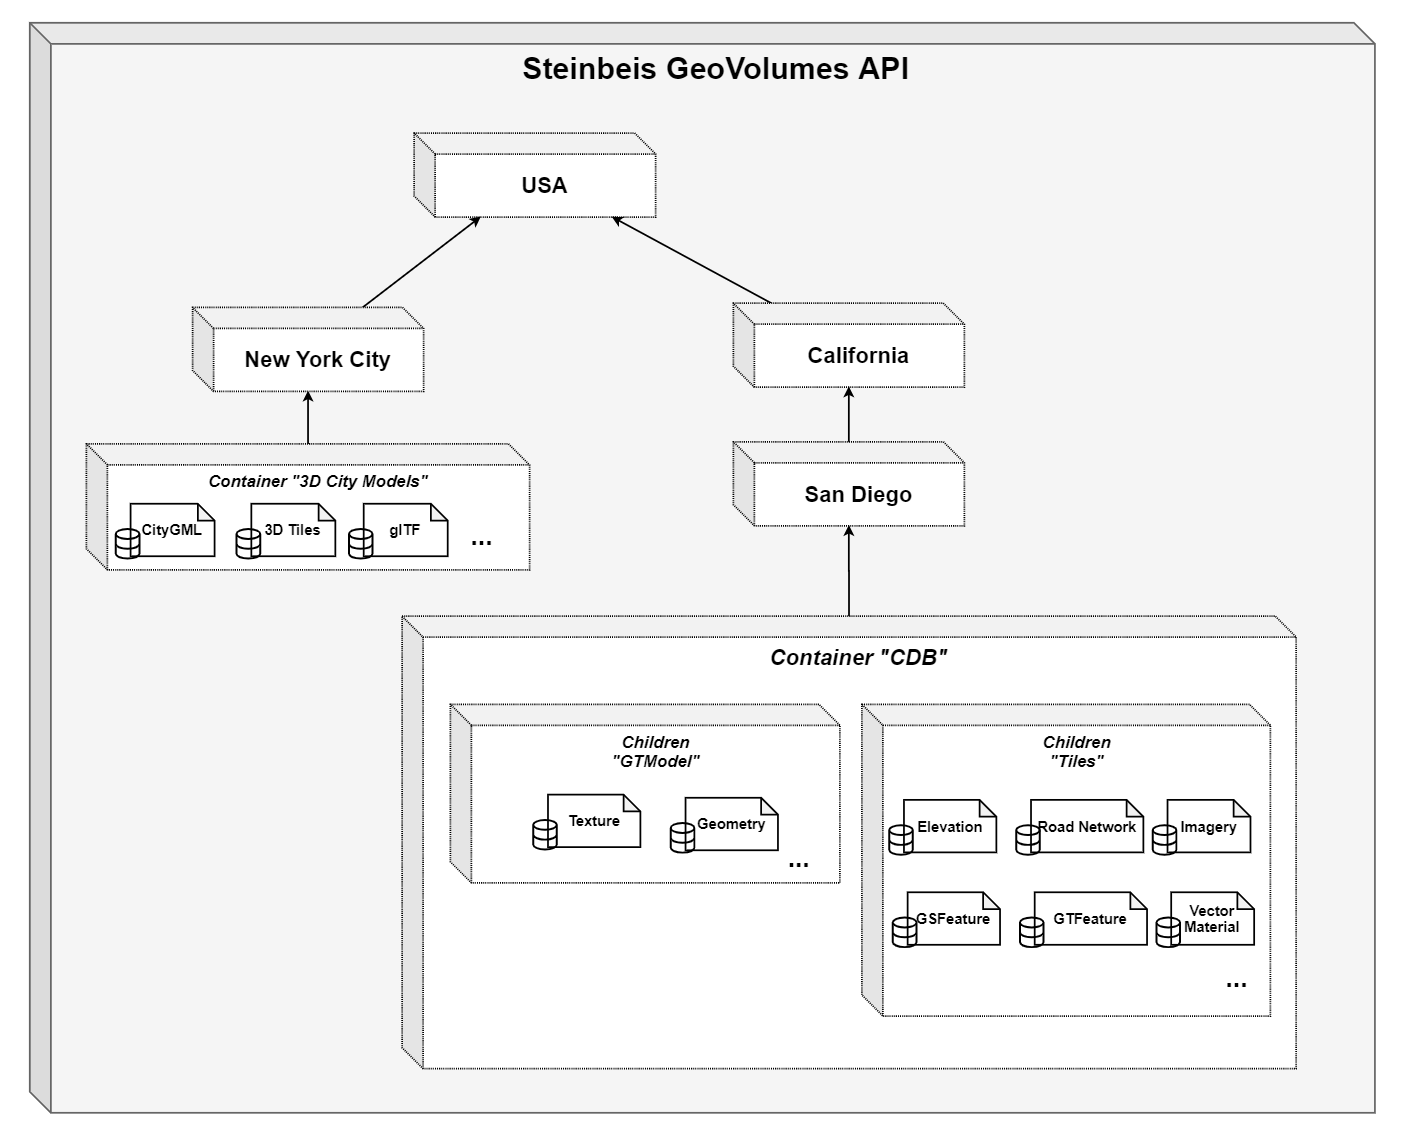 Steinbeis GeoVolumes API
USA
New York City
California
Container "3D City Models"
CityGML
3D Tiles
glTF
...
San Diego
Container "CDB"
Children
"GTModel"
Texture
Geometry
...
Children
"Tiles"
Elevation
Road Network
Imagery
GSFeature
GTFeature
Vector
Material
...